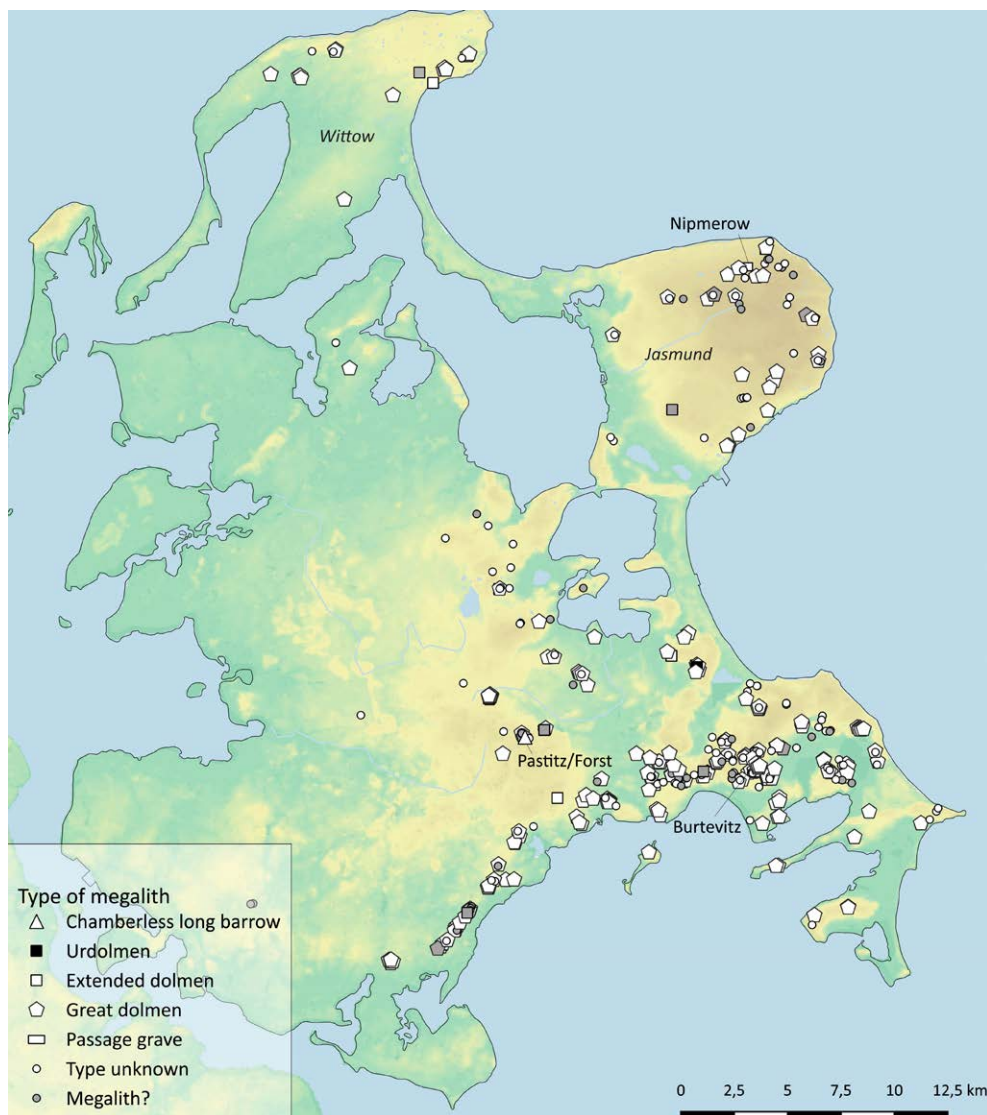 Wittow
Nipmerow
Jasmund
Pastitz/Forst
Burtevitz
Type of megalith
Chamberless long barrow
Urdolmen
Extended dolmen
Great dolmen
Passage grave
Type unknown
Megalith?
0 2,5 5 7,5 10 12,5 km